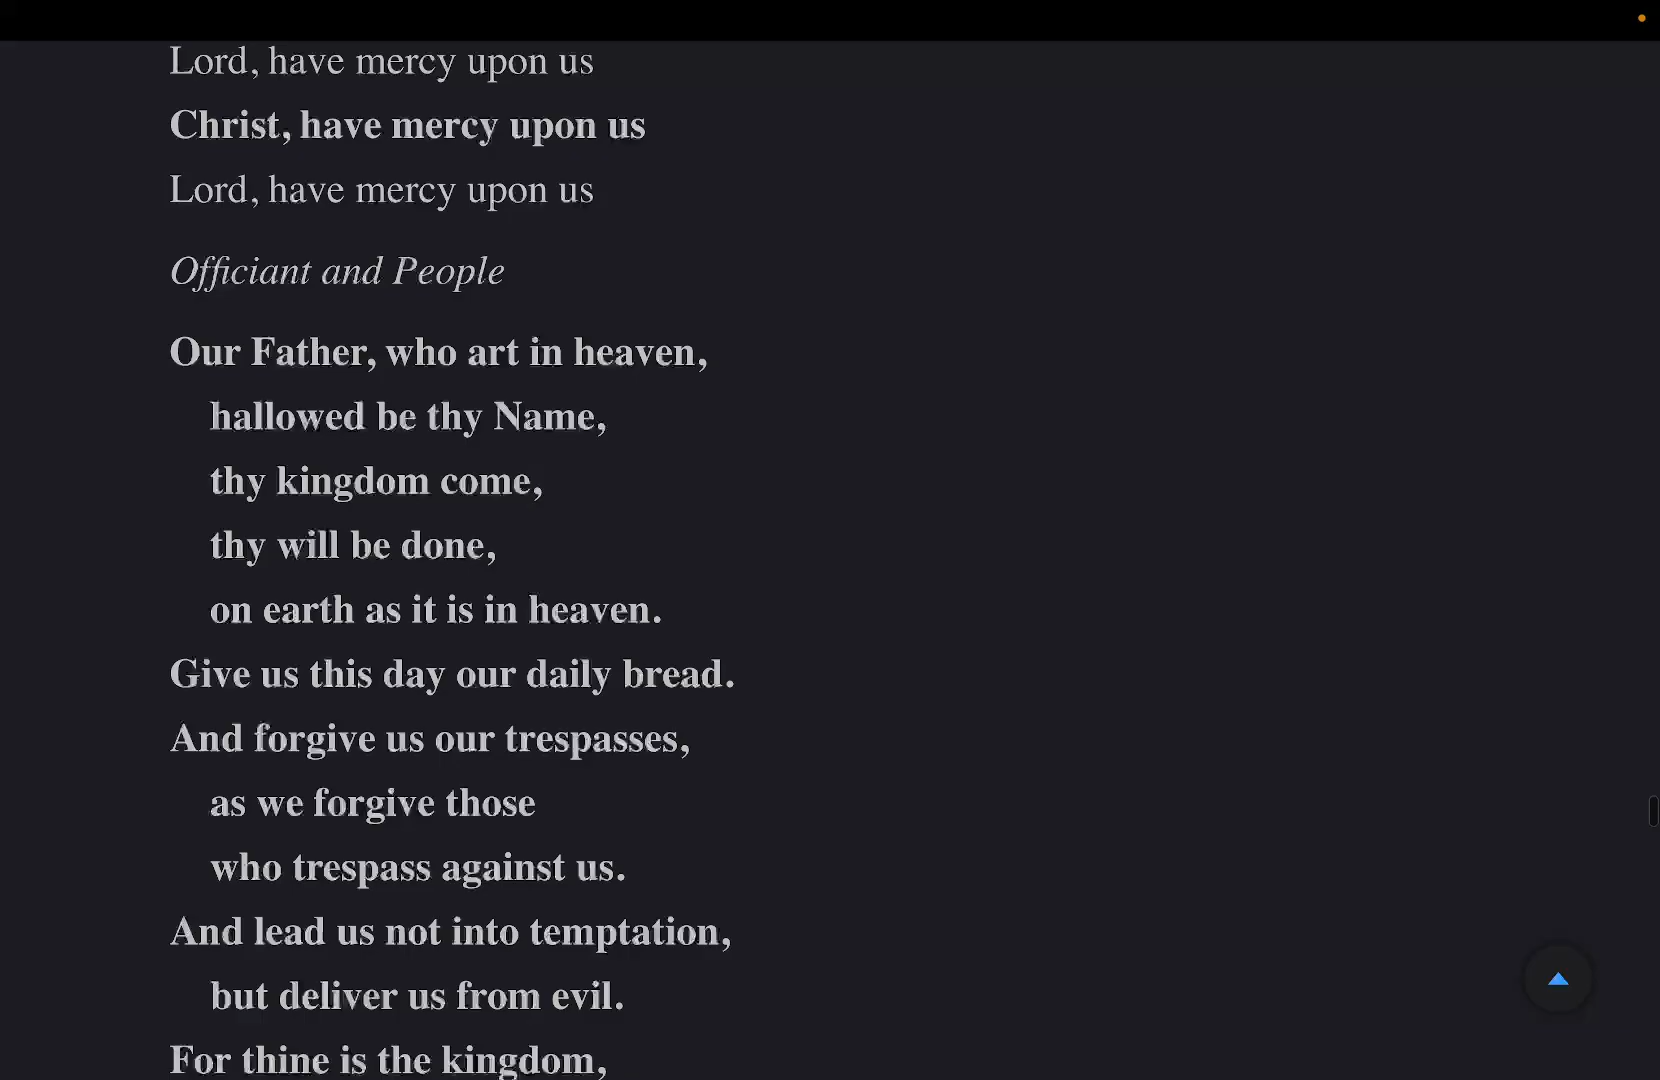 Lord, have mercy upon us
Christ, have mercy upon us
Lord, have mercy upon us
Officiant and People
Our Father, who art in heaven,
hallowed be thy Name,
thy kingdom come,
thy will be done,
on earth as it is in heaven.
Give us this day our daily bread.
And forgive us our trespasses,
as we forgive those
who trespass against us.
And lead us not into temptation,
but deliver us from evil.
For thine is the kingdom,